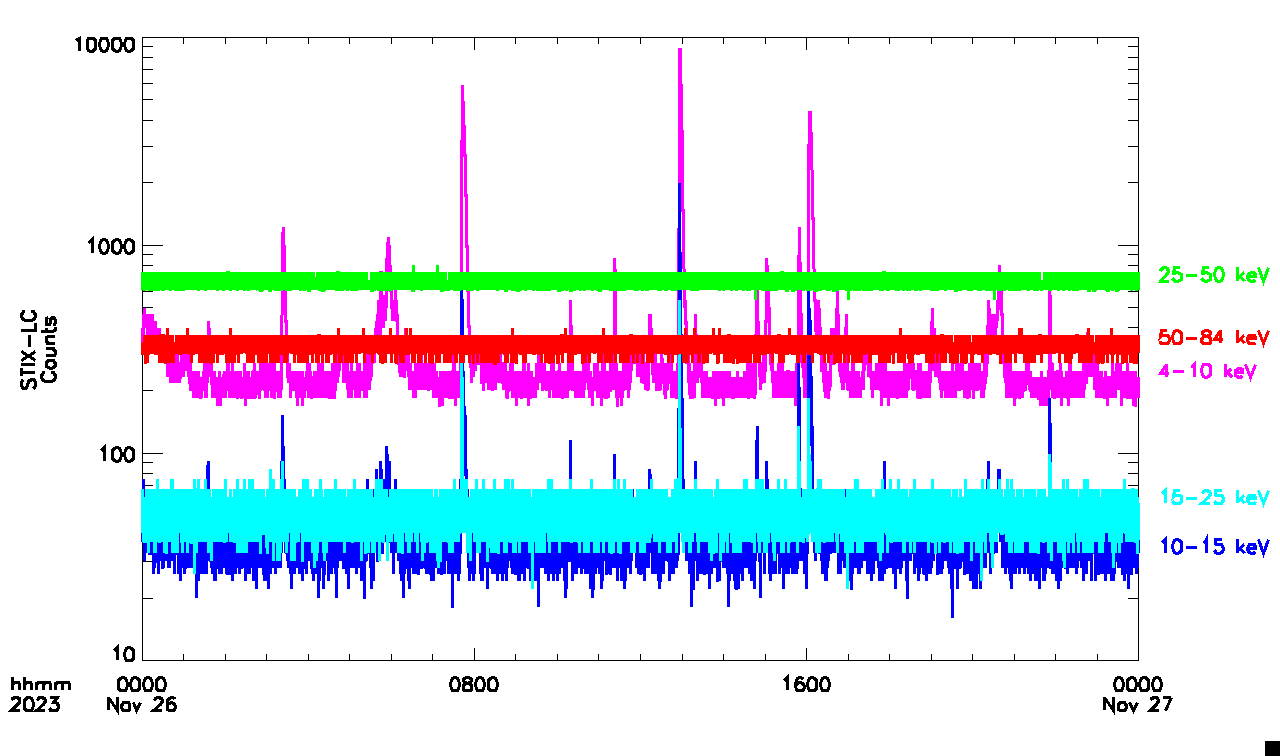 10000
1000
100
10
STIX-LC
Counts
25-50 keV
50-84 keV
4-10 keV
15-25 keV
10-15 keV
hhmm 0000 0800 1600 0000
2023 Nov 26 Nov 27